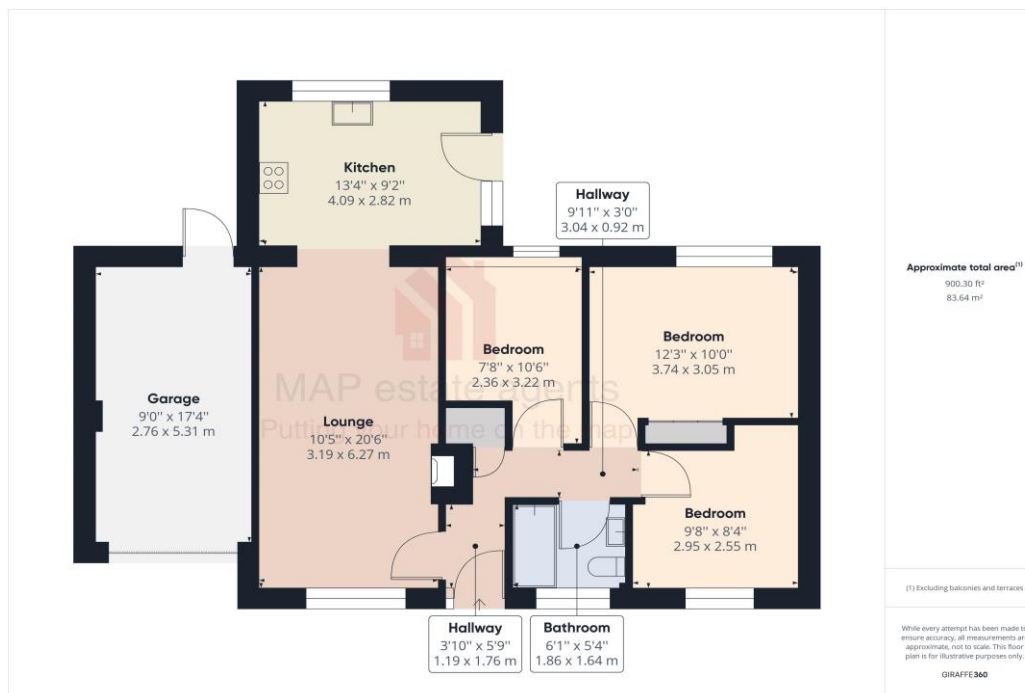 Kitchen
13'4" x 9'2"
4.09 x 2.82 m
Hallway
9'11" x 3'0"
3.04 x 0.92 m
Bedroom
7'8" x 10'6"
2.36 x 3.22 m
Bedroom
12'3" x 10'0"
3.74 x 3.05 m
MAP estate agents
Putting your home on the map
Garage
9'0" x 17'4"
2.76 x 5.31 m
Lounge
10'5" x 20'6"
3.19 x 6.27 m
Bedroom
9'8" x 8'4"
2.95 x 2.55 m
Hallway
3'10" x 5'9"
1.19 x 1.76 m
Bathroom
6'1" x 5'4"
1.86 x 1.64 m
Approximate total area(1)
900.30 ft²
83.64 m²
(1) Excluding balconies and terraces
While every attempt has been made to
ensure accuracy, all measurements are
approximate, not to scale. This floor
plan is for illustrative purposes only.
GIRAFFE360